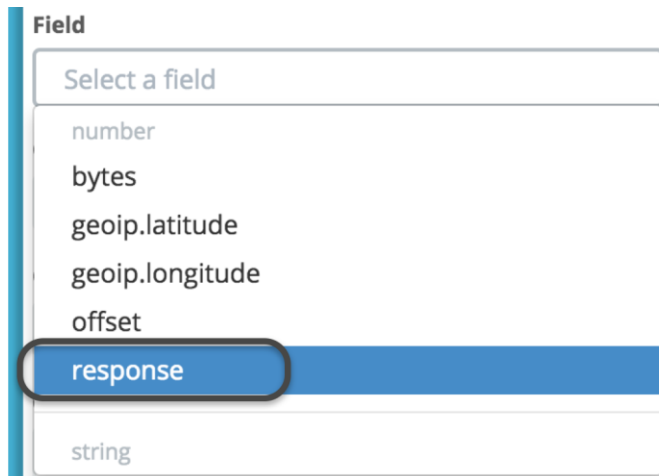 Field
Select a field
number
bytes
geoip.latitude
geoip.longitude
offset
response
string